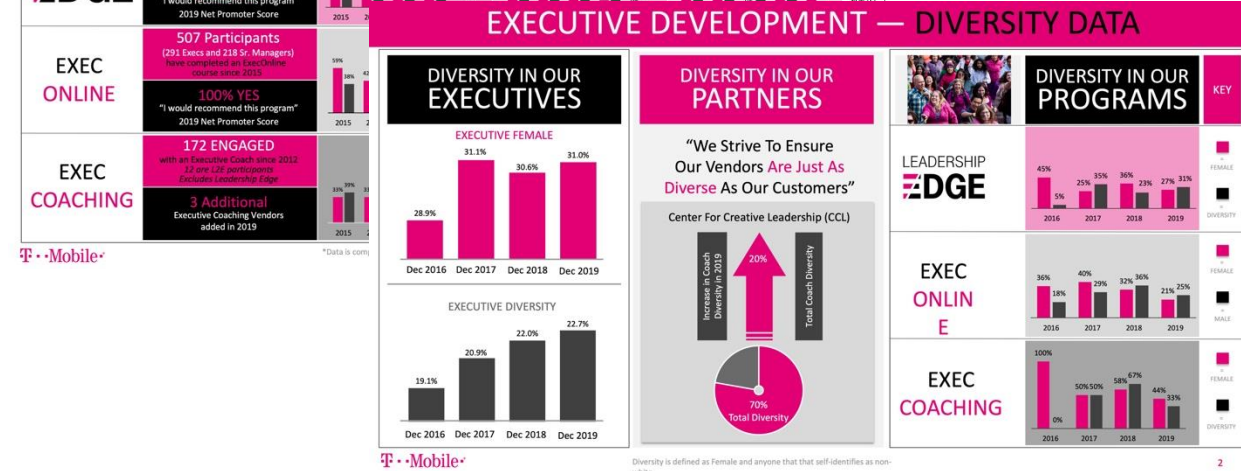 "I would recommend this program"
2019 Net Promoter Score
2015
EXEC
ONLINE
507 Participants
(291 Execs and 218 Sr. Managers)
have completed an ExecOnline
course since 2015
100% YES
"I would recommend this program"
2019 Net Promoter Score
38%
2015
EXEC
COACHING
172 ENGAGED
with an Executive Coach since 2012
12 are L2E participants
Excludes Leadership Edge
3 Additional
Executive Coaching Vendors
added in 2019
33% 39%
2015
T··Mobile·
EXECUTIVE DEVELOPMENT — DIVERSITY DATA
DIVERSITY IN OUR
EXECUTIVES
EXECUTIVE FEMALE
28.9% 31.1% 30.6% 31.0%
Dec 2016 Dec 2017 Dec 2018 Dec 2019
EXECUTIVE DIVERSITY
19.1% 20.9% 22.0% 22.7%
Dec 2016 Dec 2017 Dec 2018 Dec 2019
DIVERSITY IN OUR
PARTNERS
"We Strive To Ensure
Our Vendors Are Just As
Diverse As Our Customers"
Center For Creative Leadership (CCL)
Increase in Coach
Diversity in 2019
20%
Total Coach Diversity
70%
Total Diversity
DIVERSITY IN OUR
PROGRAMS
KEY
LEADERSHIP
EDGE
45% 5% 25% 35% 36% 23% 27% 31%
2016 2017 2018 2019
=
FEMALE
=
DIVERSITY
EXEC
ONLIN
E
36% 18% 40% 29% 32% 36% 21% 25%
2016 2017 2018 2019
=
FEMALE
=
MALE
EXEC
COACHING
100% 0% 50% 50% 58% 67% 44% 33%
2016 2017 2018 2019
=
FEMALE
=
DIVERSITY
T··Mobile·
Diversity is defined as Female and anyone that that self-identifies as non-
2